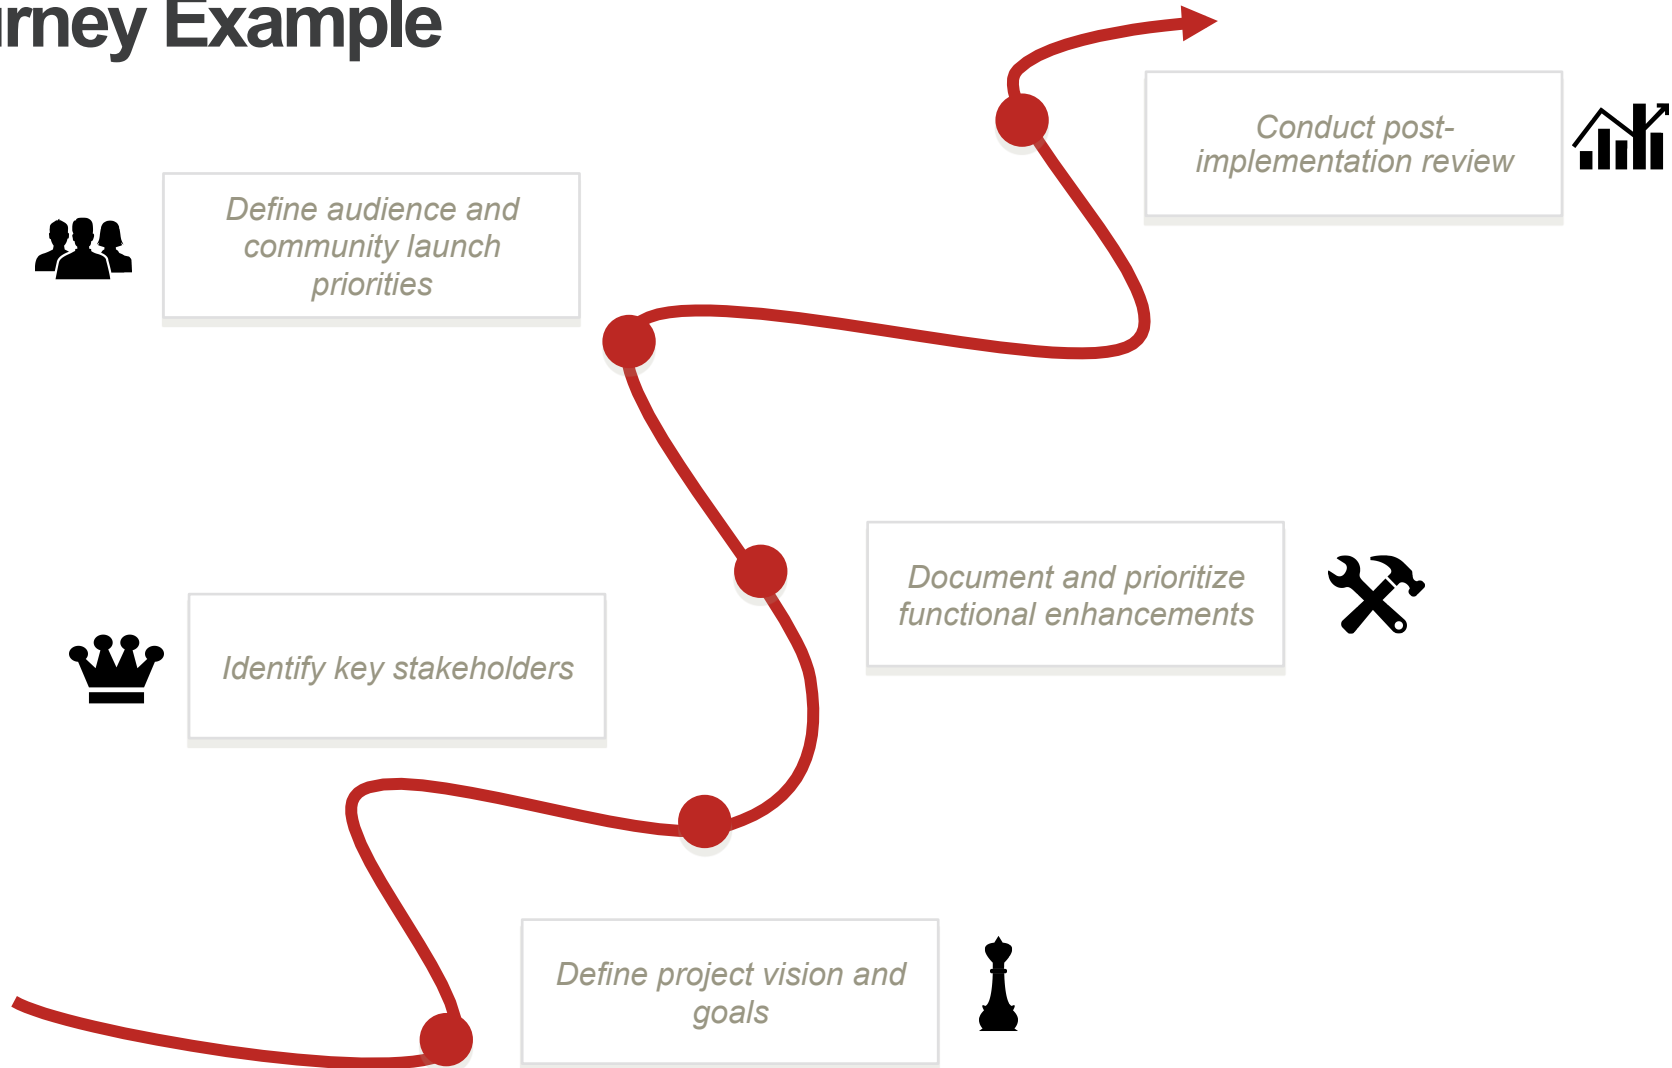 urney Example
Conduct post-
implementation review
Define audience and
community launch
priorities
Document and prioritize
functional enhancements
Identify key stakeholders
Define project vision and
goals